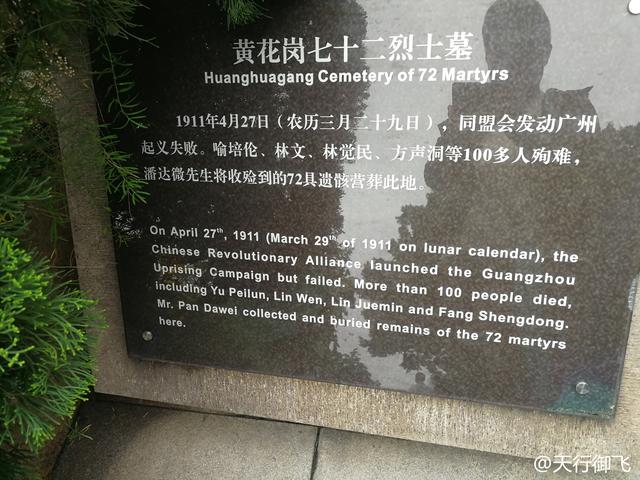 黄花岗七十二烈士墓
Huanghuagang Cemetery of 72 Martyrs
1911年4月27日（农历三月二十九日），同盟会发动广州
起义失败。喻培伦、林文、林觉民、方声洞等100多人殉难，
潘达微先生将收殓到的72具遗骸营葬此地。
On April 27th, 1911 (March 29th of 1911 on lunar calendar), the
Chinese Revolutionary Alliance launched the Guangzhou
Uprising Campaign but failed. More than 100 people died,
including Yu Peilun, Lin Wen, Lin Juemin and Fang Shengdong.
Mr. Pan Dawei collected and buried remains of the 72 martyrs
here.
@天行御飞